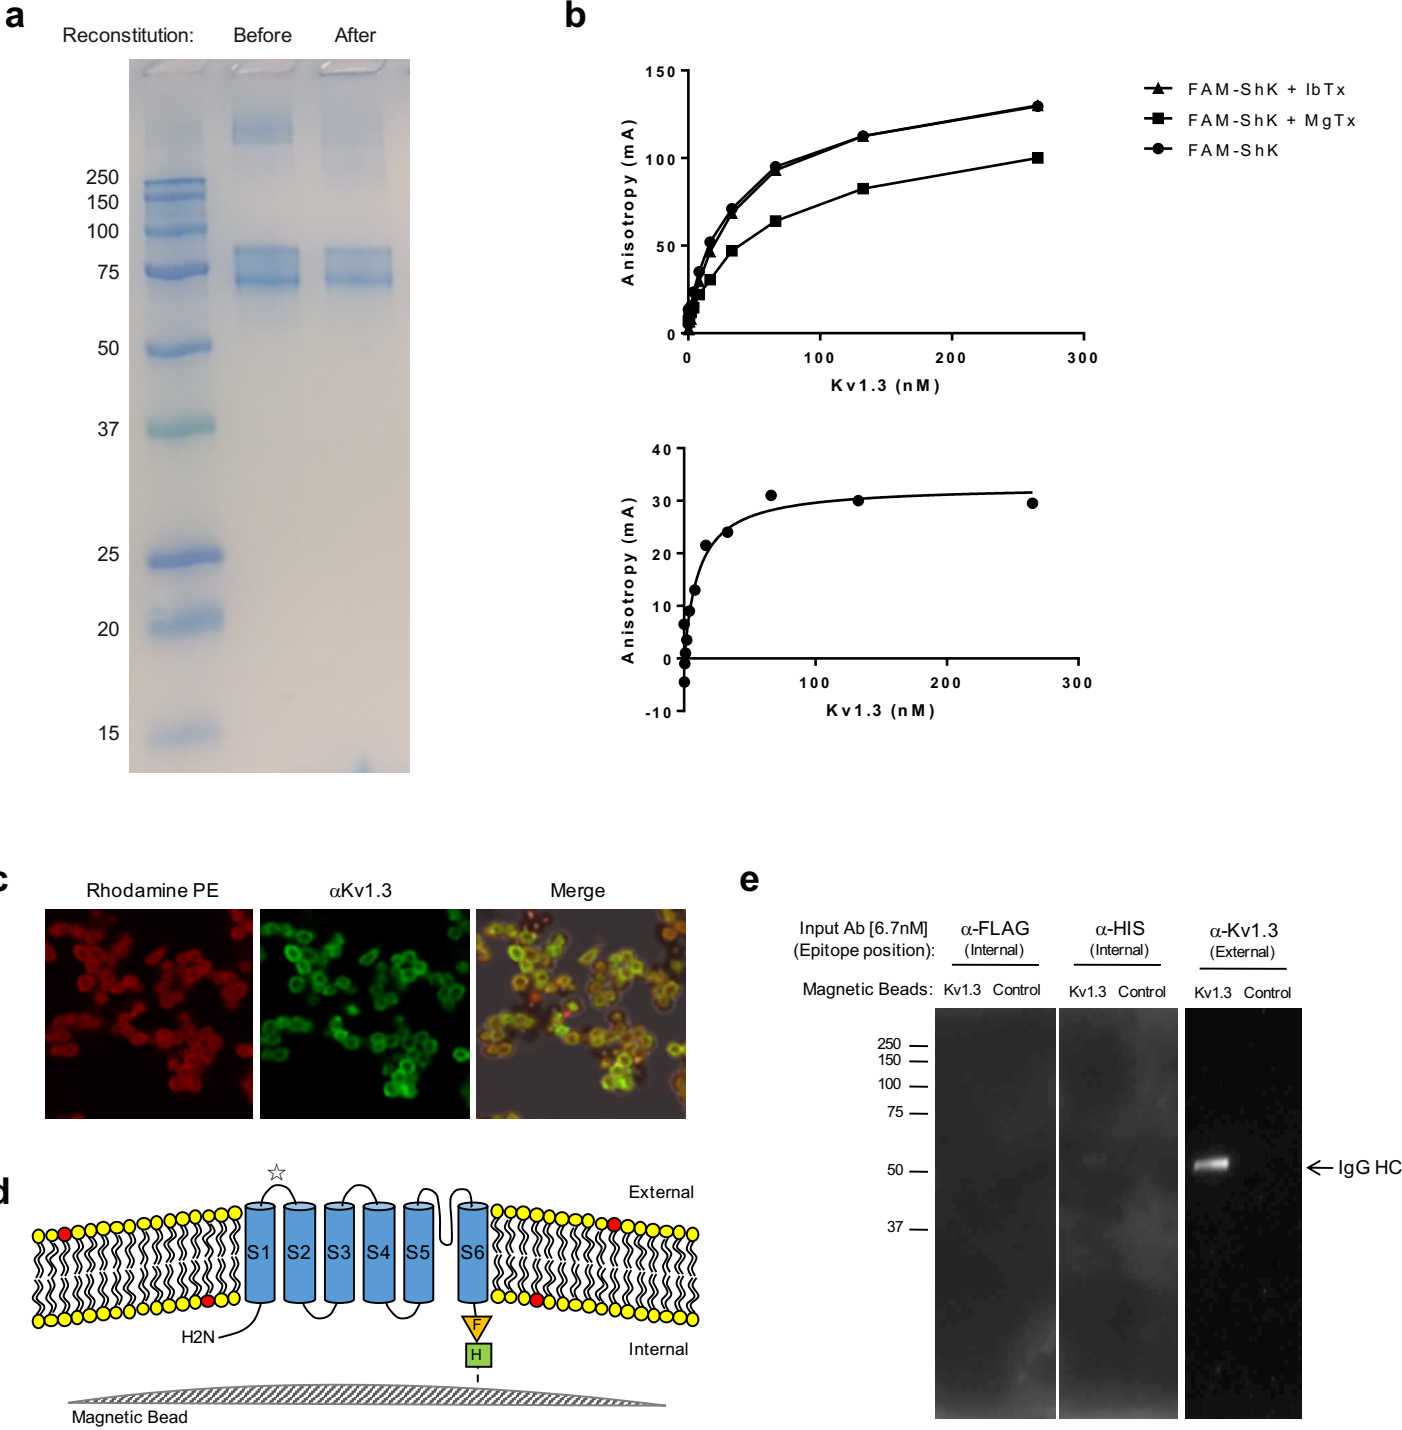 a
Reconstitution: Before After
250
150
100
75
50
37
25
20
15
b
150
100
50
0
0 100 200 300
Anisotropy (mA)
Kv1.3 (nM)
FAM-ShK + IbTx
FAM-ShK + MgTx
FAM-ShK
40
30
20
10
0
-10
100 200 300
Anisotropy (mA)
Kv1.3 (nM)
c
Rhodamine PE αKv1.3 Merge
d
External
S1 S2 S3 S4 S5 S6
H2N
F
H
Internal
Magnetic Bead
e
Input Ab [6.7nM] α-FLAG α-HIS α-Kv1.3
(Epitope position): (Internal) (Internal) (External)
Magnetic Beads: Kv1.3 Control Kv1.3 Control Kv1.3 Control
250
150
100
75
50
37
IgG HC